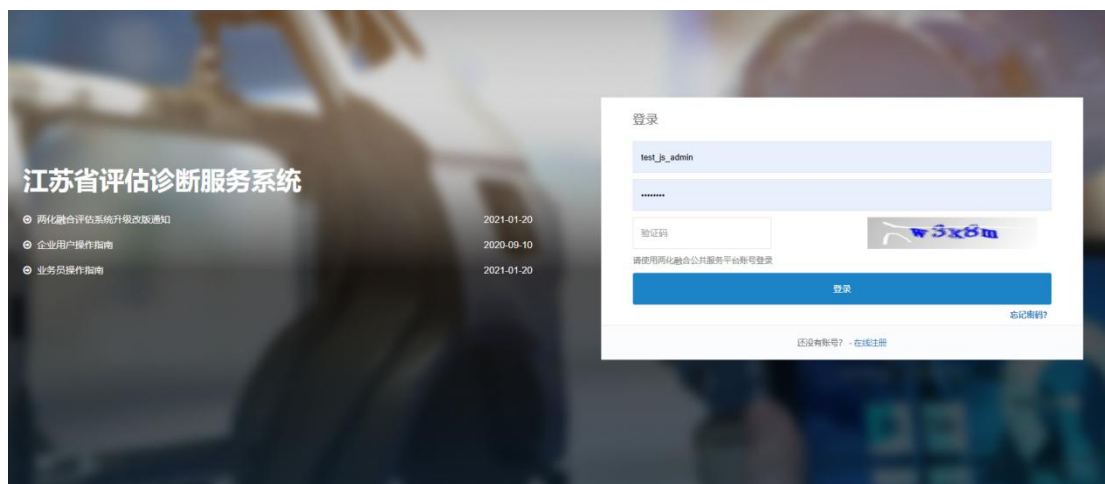 江苏省评估诊断服务系统
两化融合评估系统升级改版通知 2021-01-20
企业用户操作指南 2020-09-10
业务员操作指南 2021-01-20
登录
test_js_admin
••••••••
验证码 w3x8m
请使用两化融合公共服务平台账号登录
登录
忘记密码?
还没有账号? - 在线注册